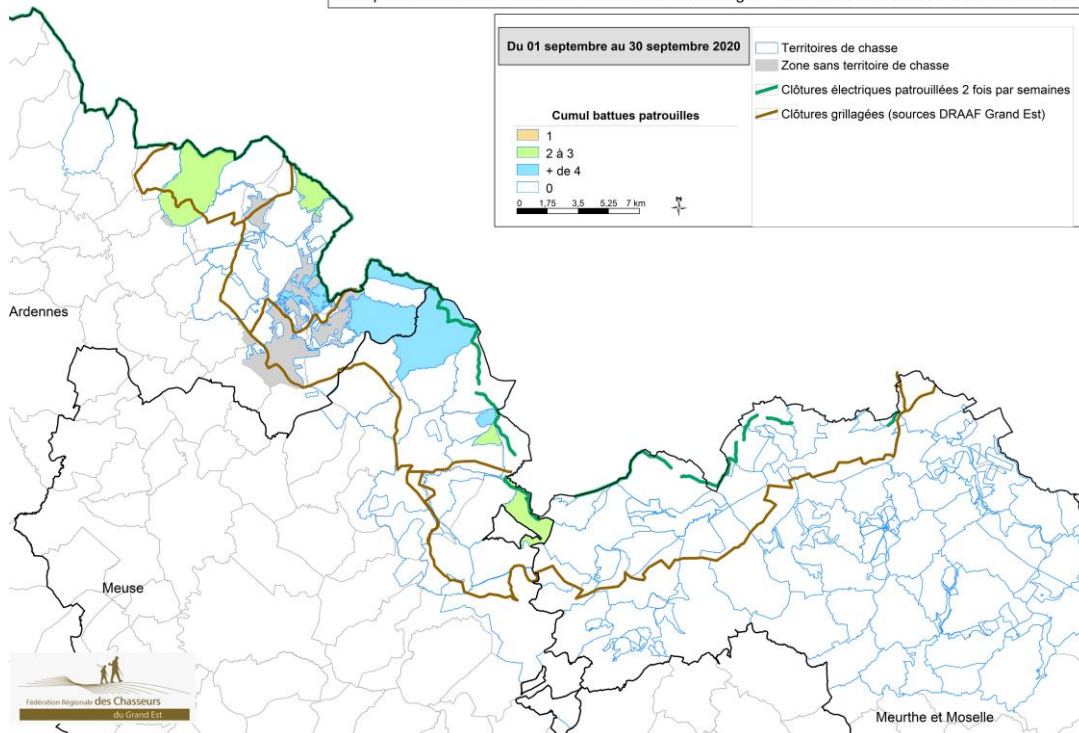 Du 01 septembre au 30 septembre 2020
Territoires de chasse
Zone sans territoire de chasse
Clôtures électriques patrouillées 2 fois par semaines
Clôtures grillagées (sources DRAAF Grand Est)
Cumul battues patrouilles
1
2 à 3
+ de 4
0
0 1,75 3,5 5,25 7 km
N
Ardennes
Meuse
Meurthe et Moselle
Fédération Régionale des Chasseurs
du Grand Est